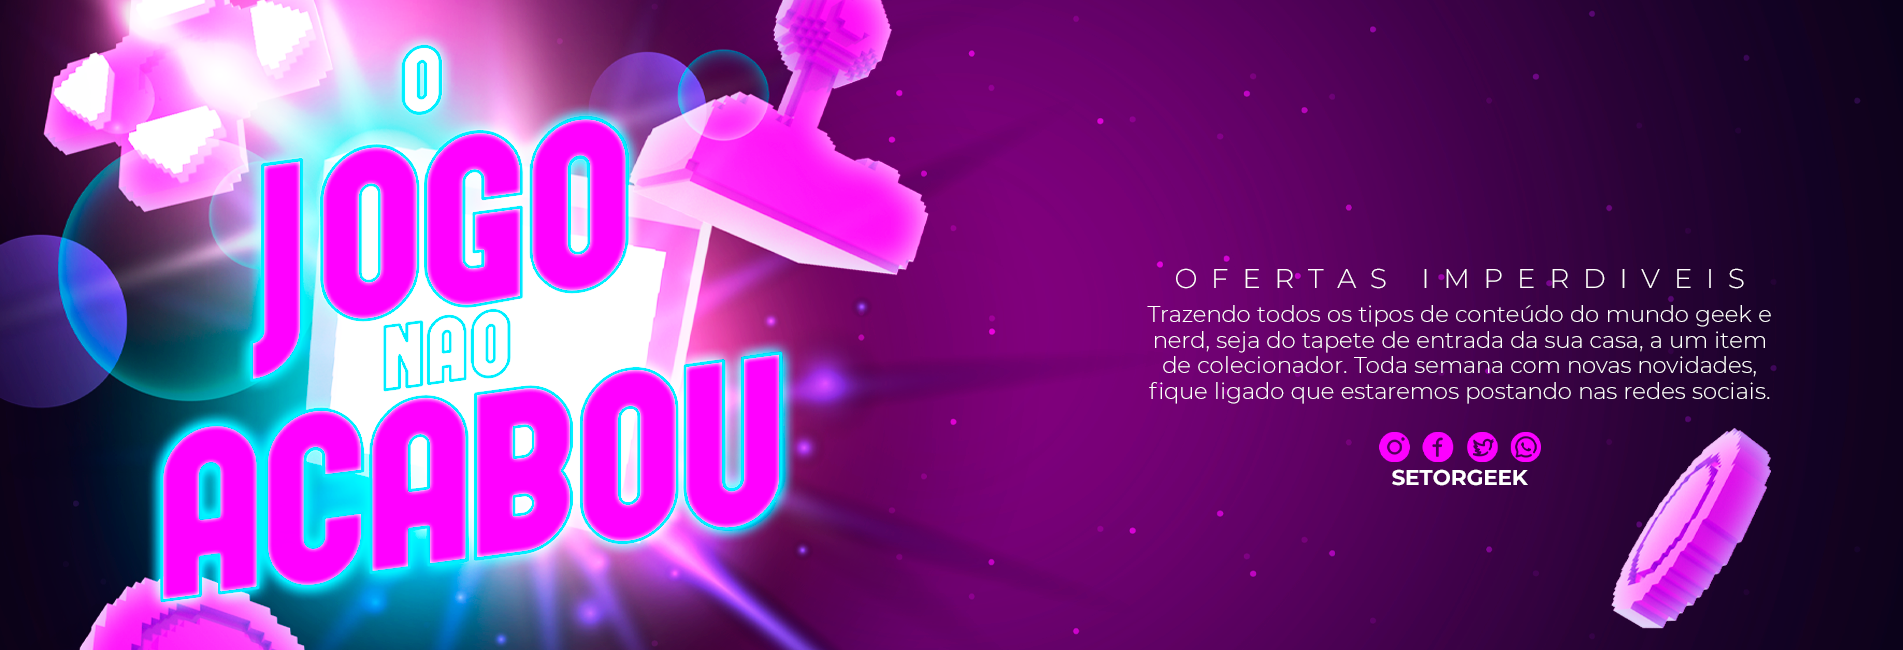 O
JOGO
NAO
ACABOU
OFERTAS IMPERDIVEIS
Trazendo todos os tipos de conteúdo do mundo geek e
nerd, seja do tapete de entrada da sua casa, a um item
de colecionador. Toda semana com novas novidades,
fique ligado que estaremos postando nas redes sociais.
SETORGEEK